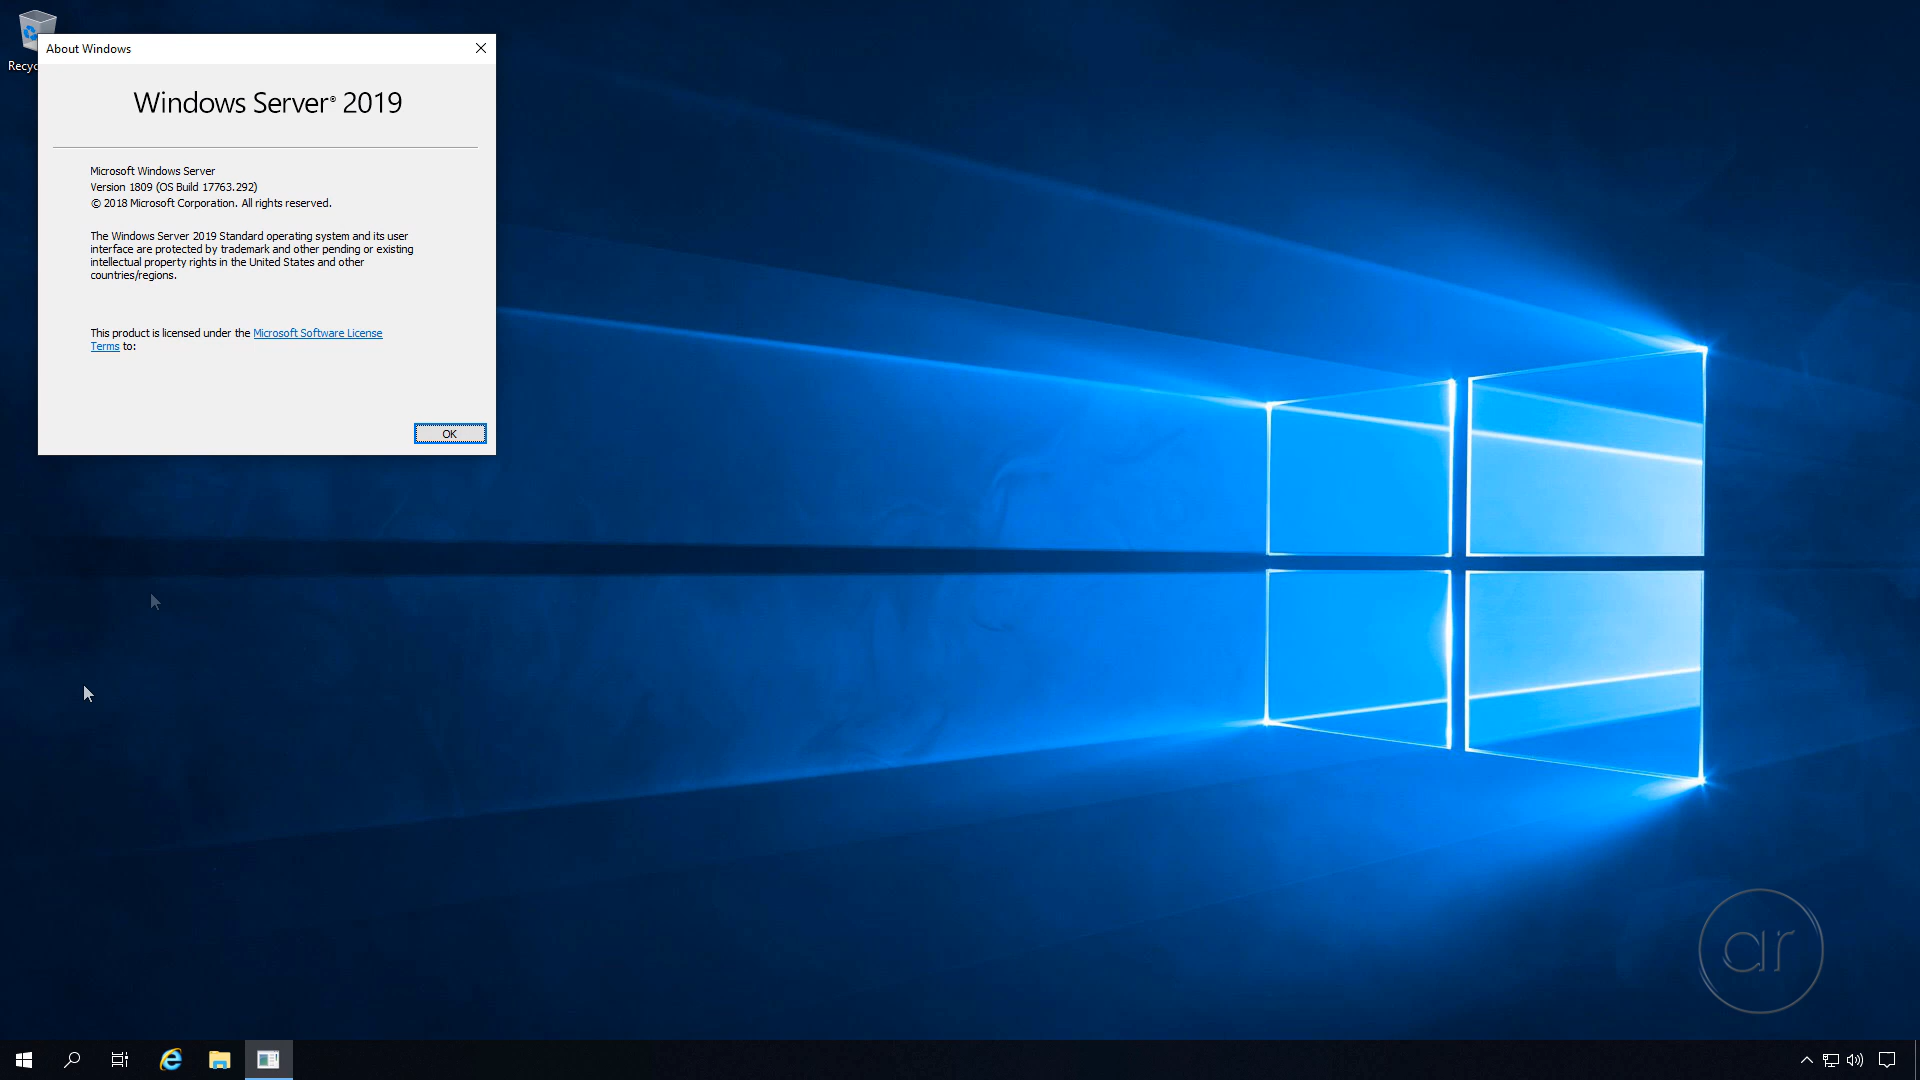 Recyc
About Windows
Windows Server® 2019
Microsoft Windows Server
Version 1809 (OS Build 17763.292)
© 2018 Microsoft Corporation. All rights reserved.
The Windows Server 2019 Standard operating system and its user
interface are protected by trademark and other pending or existing
intellectual property rights in the United States and other
countries/regions.
This product is licensed under the Microsoft Software License
Terms to:
OK
ar